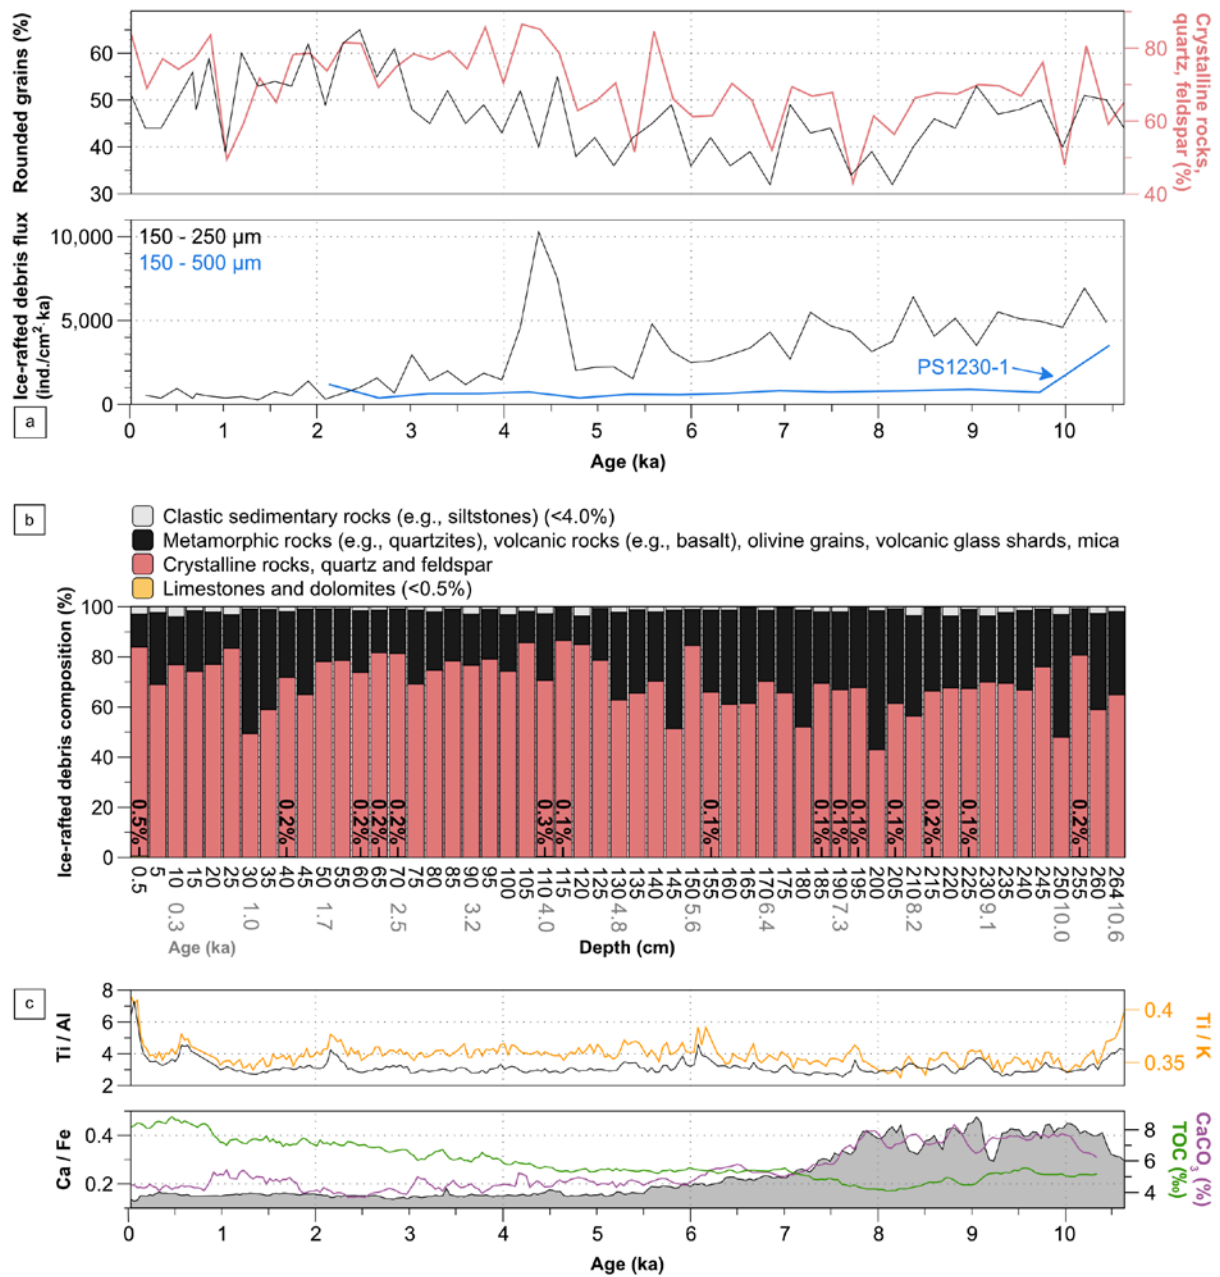 Rounded grains (%)
60
50
40
30
80
60
40
Crystalline rocks,
quartz, feldspar (%)
Ice-rafted debris flux
(ind./cm²·ka)
10,000
5,000
0
150 - 250 µm
150 - 500 µm
PS1230-1
a
0 1 2 3 4 5 6 7 8 9 10
Age (ka)
b
Clastic sedimentary rocks (e.g., siltstones) (<4.0%)
Metamorphic rocks (e.g., quartzites), volcanic rocks (e.g., basalt), olivine grains, volcanic glass shards, mica
Crystalline rocks, quartz and feldspar
Limestones and dolomites (<0.5%)
Ice-rafted debris composition (%)
100
80
60
40
20
0
0.5% 0.2% 0.2% 0.2% 0.2% 0.3% 0.1% 0.1% 0.1% 0.1% 0.1% 0.1% 0.2% 0.1% 0.2%
0.5 5 10 15 20 25 30 35 40 45 50 55 60 65 70 75 80 85 90 95 100 105 110 115 120 125 130 135 140 145 150 155 160 165 170 175 180 185 190 195 200 205 210 215 220 225 230 235 240 245 250 255 260 264
0.3 1.0 1.7 2.5 3.2 4.0 4.8 5.6 6.4 7.3 8.2 9.1 10.0 10.6
Age (ka)
Depth (cm)
c
Ti / Al
8
6
4
2
0.4
0.35
Ti / K
Ca / Fe
0.4
0.2
8
6
4
TOC (‰)
CaCO₃ (%)
0 1 2 3 4 5 6 7 8 9 10
Age (ka)